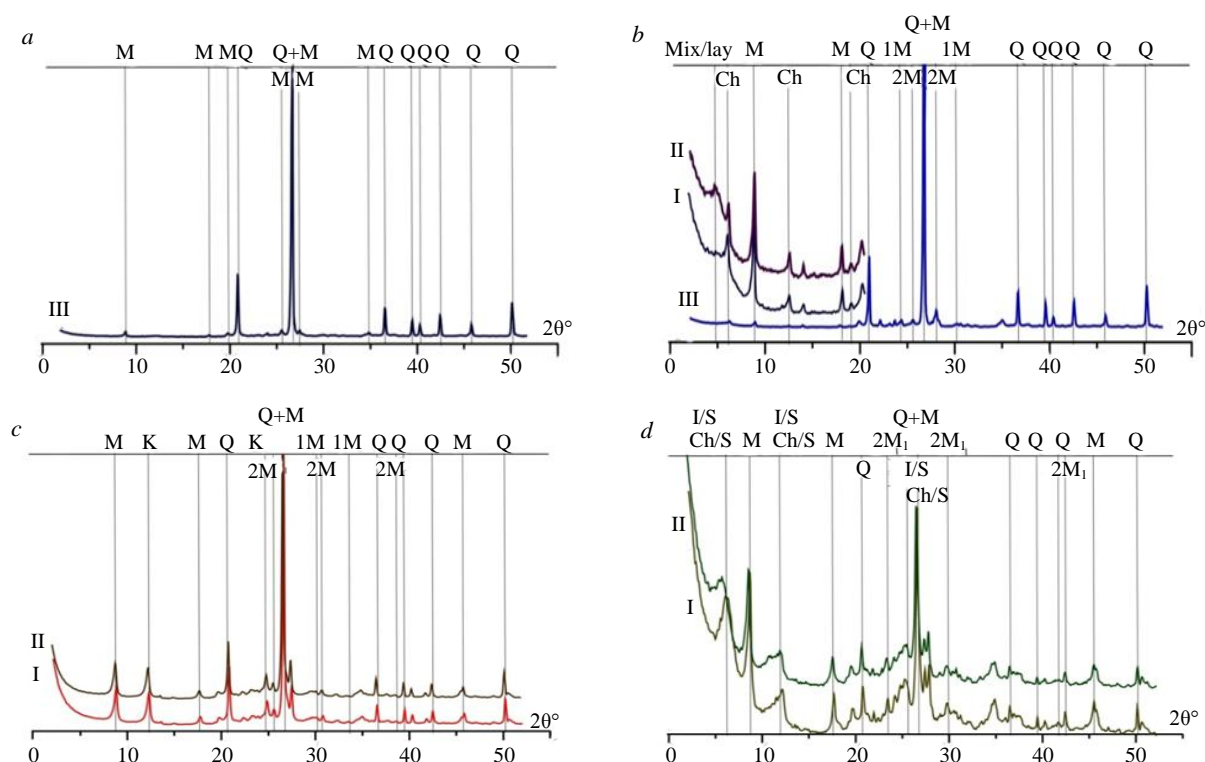 a
M M M Q Q+M M Q Q Q Q Q Q
M M
III
2θ°
0 10 20 30 40 50
b
Q+M
Mix/lay M M Q 1M 1M Q Q Q Q Q Q
Ch Ch Ch 2M 2M
II
I
III
2θ°
0 10 20 30 40 50
c
Q+M
M K M Q K 1M 1M Q Q Q M Q
2M 2M 2M
II
I
2θ°
0 10 20 30 40 50
d
I/S I/S Q+M
Ch/S M Ch/S M 2M₁ 2M₁ Q Q Q M Q
Q I/S 2M₁
Ch/S
II
I
2θ°
0 10 20 30 40 50